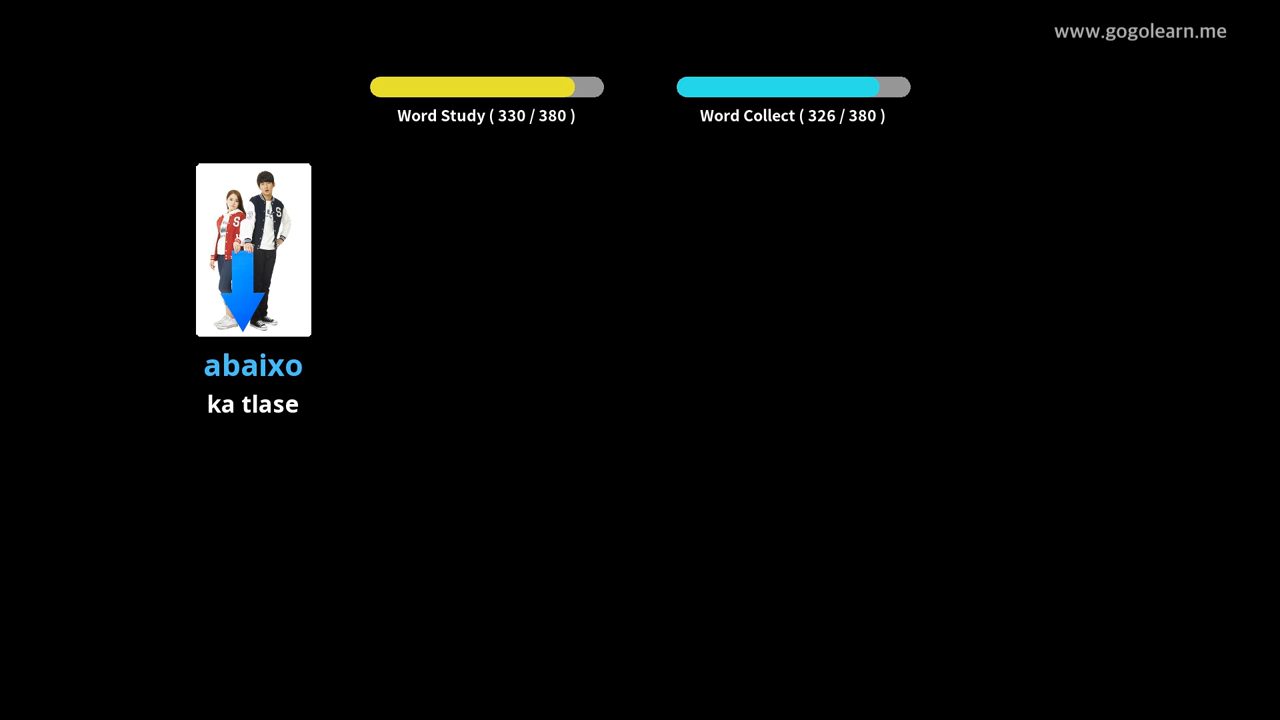 www.gogolearn.me
Word Study ( 330 / 380 )
Word Collect ( 326 / 380 )
S
S
abaixo
ka tlase